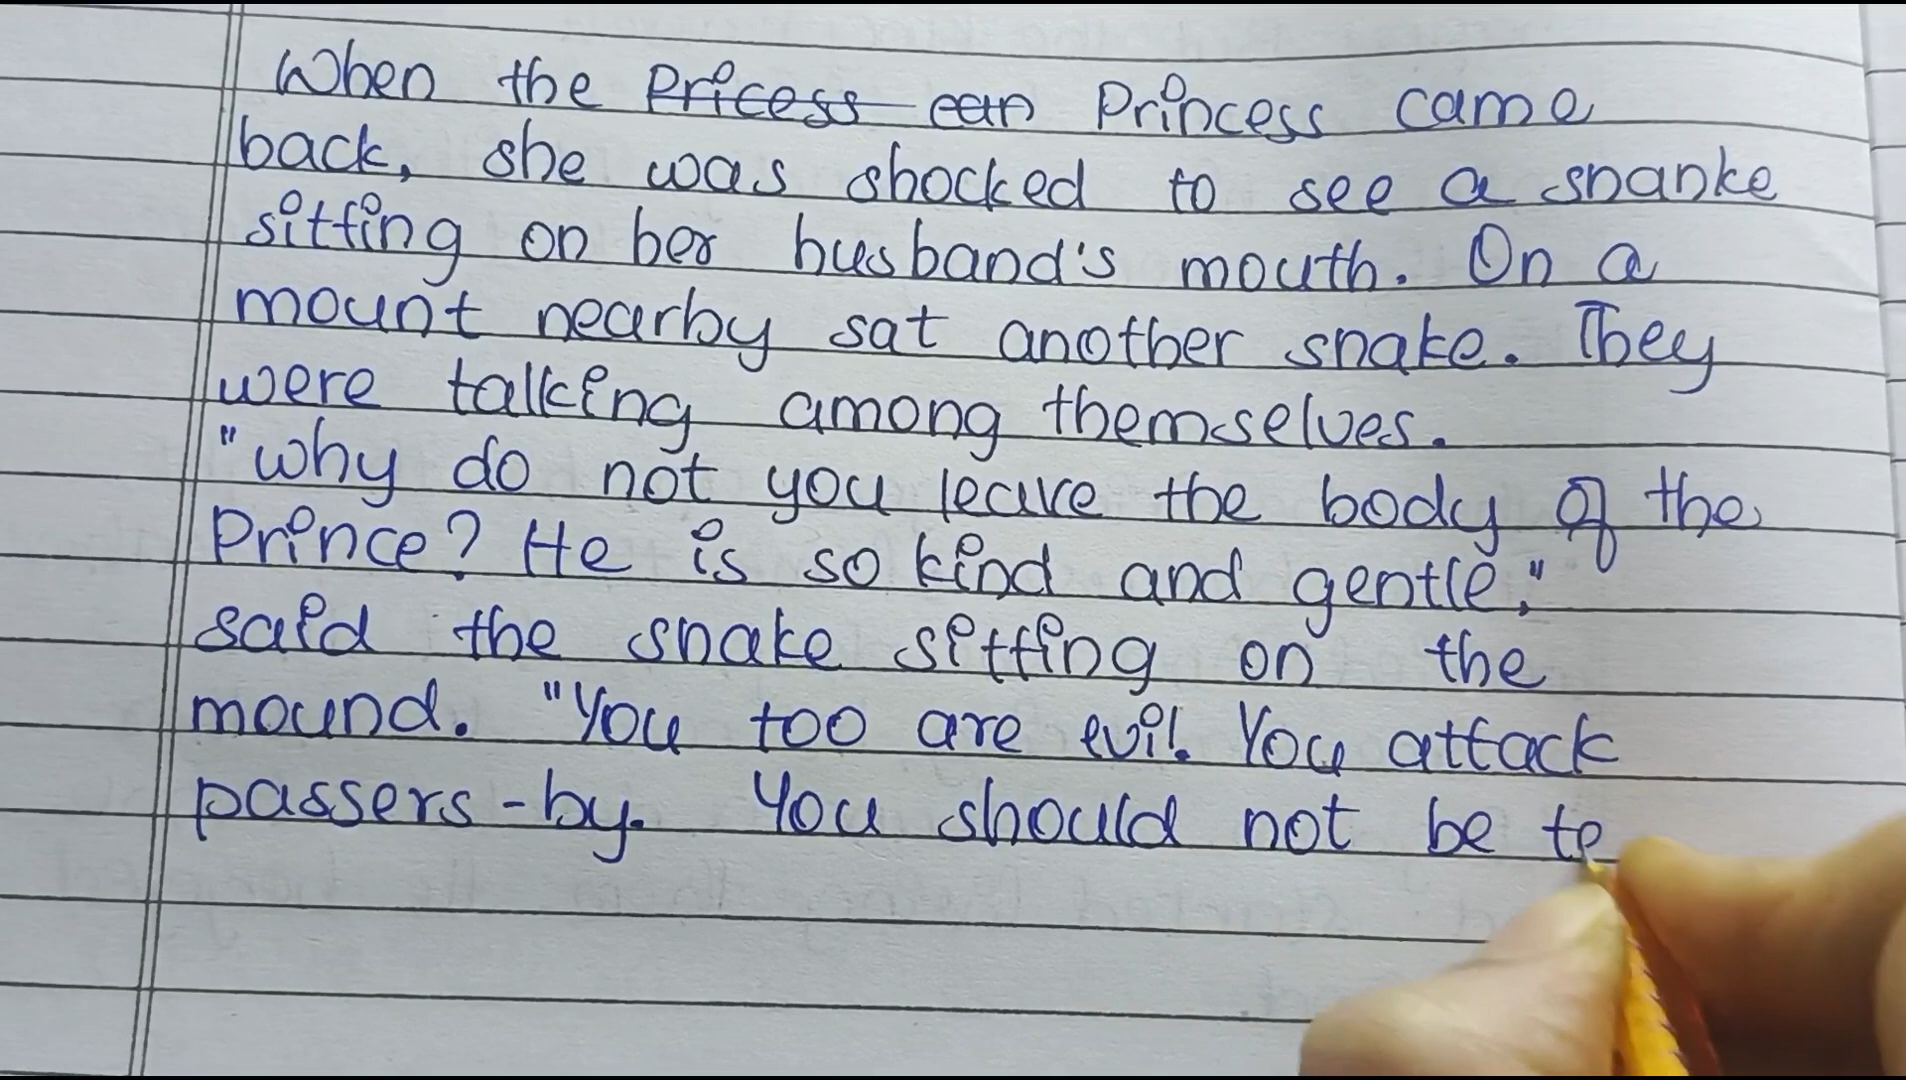 When the Pricess can Princess came
back, she was shocked to see a snanke
sitting on her husband's mouth. On a
mount nearby sat another snake. They
were talking among themselves.
"why do not you leave the body of the
Prince? He is so kind and gentle,"
said the snake sitting on the
mound. "You too are evil. You attack
passers-by. You should not be te